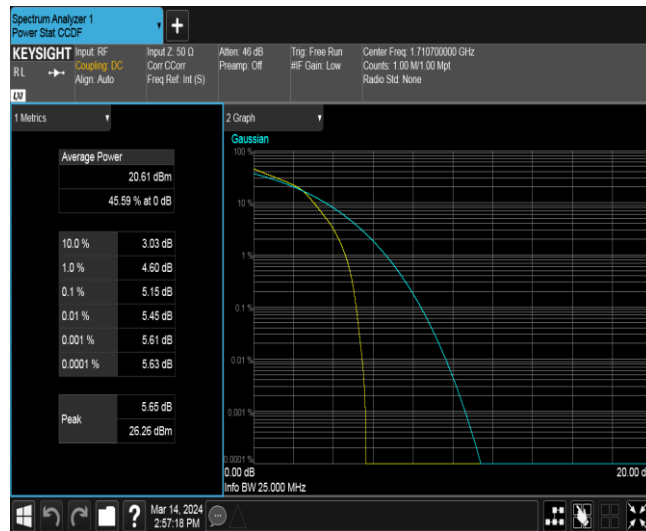 Spectrum Analyzer 1
Power Stat CCDF
+
KEYSIGHT
RL
LXI
Input: RF
Coupling: DC
Align: Auto
Input Z: 50 Ω
Corr CCorr
Freq Ref: Int (S)
Atten: 46 dB
Preamp: Off
Trig: Free Run
#IF Gain: Low
Center Freq: 1.710700000 GHz
Counts: 1.00 M/1.00 Mpt
Radio Std: None
1 Metrics
Average Power
20.61 dBm
45.59 % at 0 dB
10.0 % 3.03 dB
1.0 % 4.60 dB
0.1 % 5.15 dB
0.01 % 5.45 dB
0.001 % 5.61 dB
0.0001 % 5.63 dB
Peak
5.65 dB
26.26 dBm
2 Graph
Gaussian
100 %
10 %
1 %
0.1 %
0.01 %
0.001 %
0.0001 %
0.00 dB
20.00 d
Info BW 25.000 MHz
?
Mar 14, 2024
2:57:18 PM